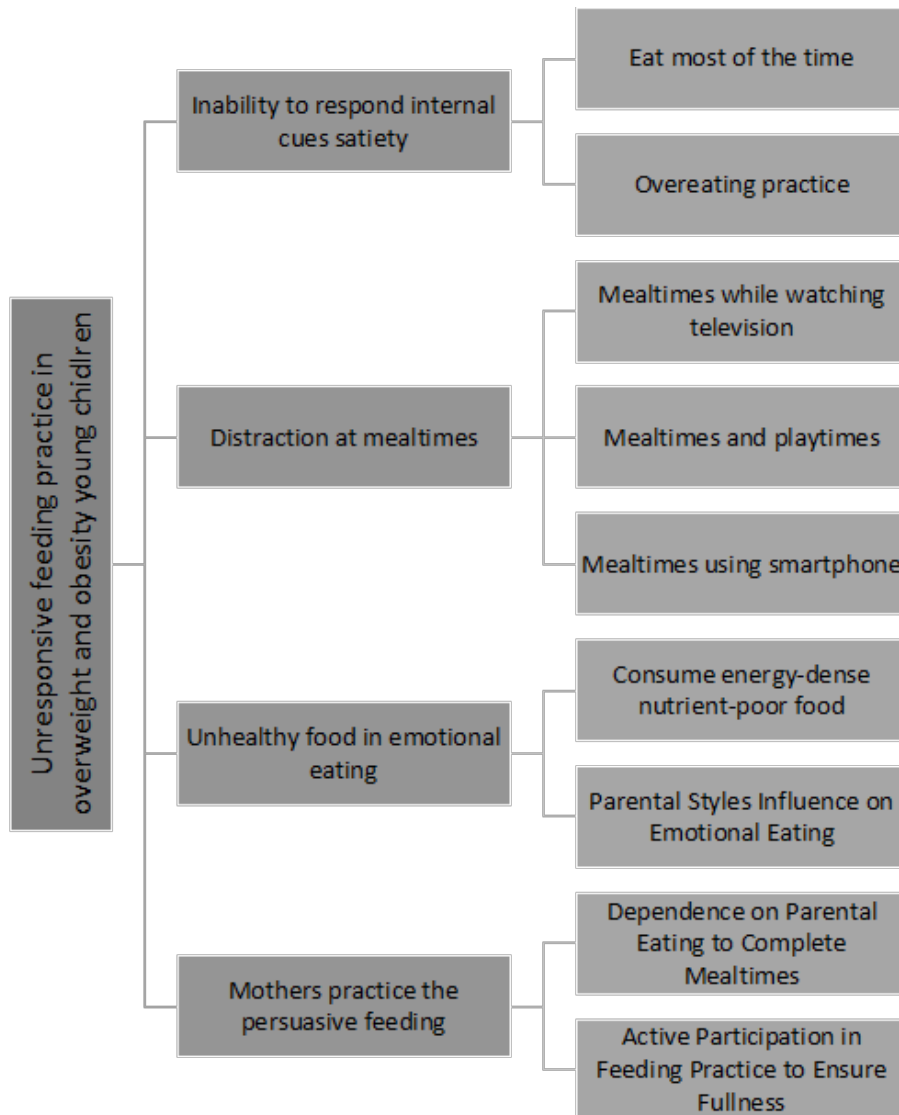 Unresponsive feeding practice in
overweight and obesity young chidlren
Inability to respond internal
cues satiety
Eat most of the time
Overeating practice
Distraction at mealtimes
Mealtimes while watching
television
Mealtimes and playtimes
Mealtimes using smartphone
Unhealthy food in emotional
eating
Consume energy-dense
nutrient-poor food
Parental Styles Influence on
Emotional Eating
Mothers practice the
persuasive feeding
Dependence on Parental
Eating to Complete
Mealtimes
Active Participation in
Feeding Practice to Ensure
Fullness